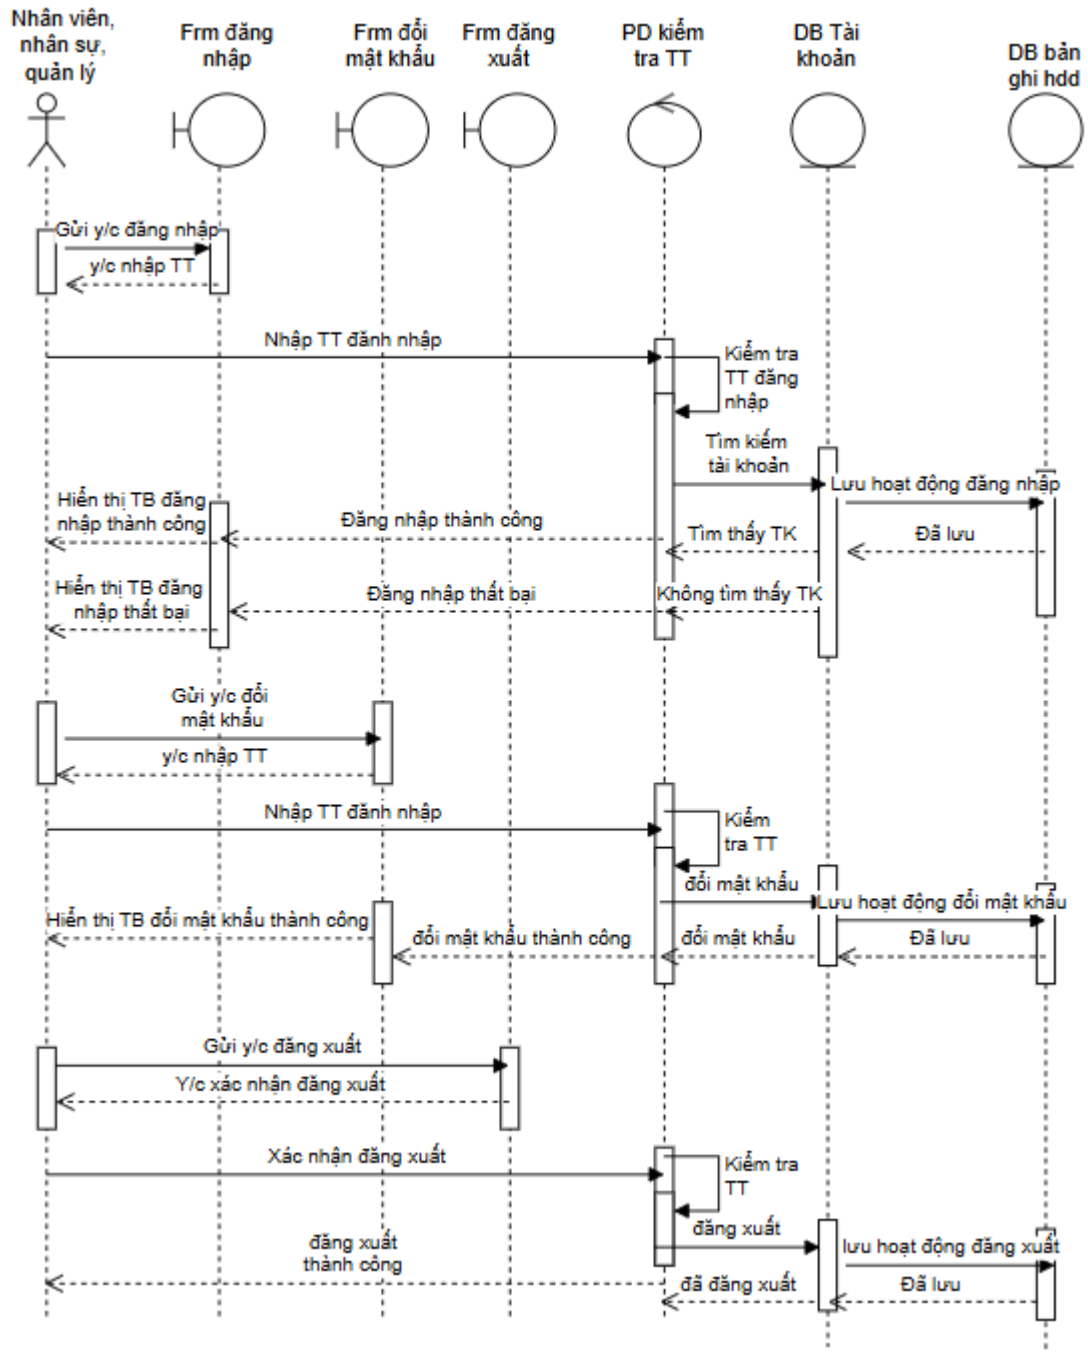 Nhân viên,
nhân sự,
quản lý
Frm đăng
nhập
Frm đổi
mật khẩu
Frm đăng
xuất
PD kiểm
tra TT
DB Tài
khoản
DB bản
ghi hdd
Gửi y/c đăng nhập
y/c nhập TT
Nhập TT đănh nhập
Kiểm tra
TT đăng
nhập
Tìm kiếm
tài khoản
Lưu hoạt động đăng nhập
Hiển thị TB đăng
nhập thành công
Đăng nhập thành công
Tìm thấy TK
Đã lưu
Hiển thị TB đăng
nhập thất bại
Đăng nhập thất bại
Không tìm thấy TK
Gửi y/c đổi
mật khẩu
y/c nhập TT
Nhập TT đănh nhập
Kiểm
tra TT
đổi mật khẩu
Lưu hoạt động đổi mật khẩu
Hiển thị TB đổi mật khẩu thành công
đổi mật khẩu thành công
đổi mật khẩu
Đã lưu
Gửi y/c đăng xuất
Y/c xác nhận đăng xuất
Xác nhận đăng xuất
Kiểm tra
TT
đăng xuất
lưu hoạt động đăng xuất
đăng xuất
thành công
đã đăng xuất
Đã lưu